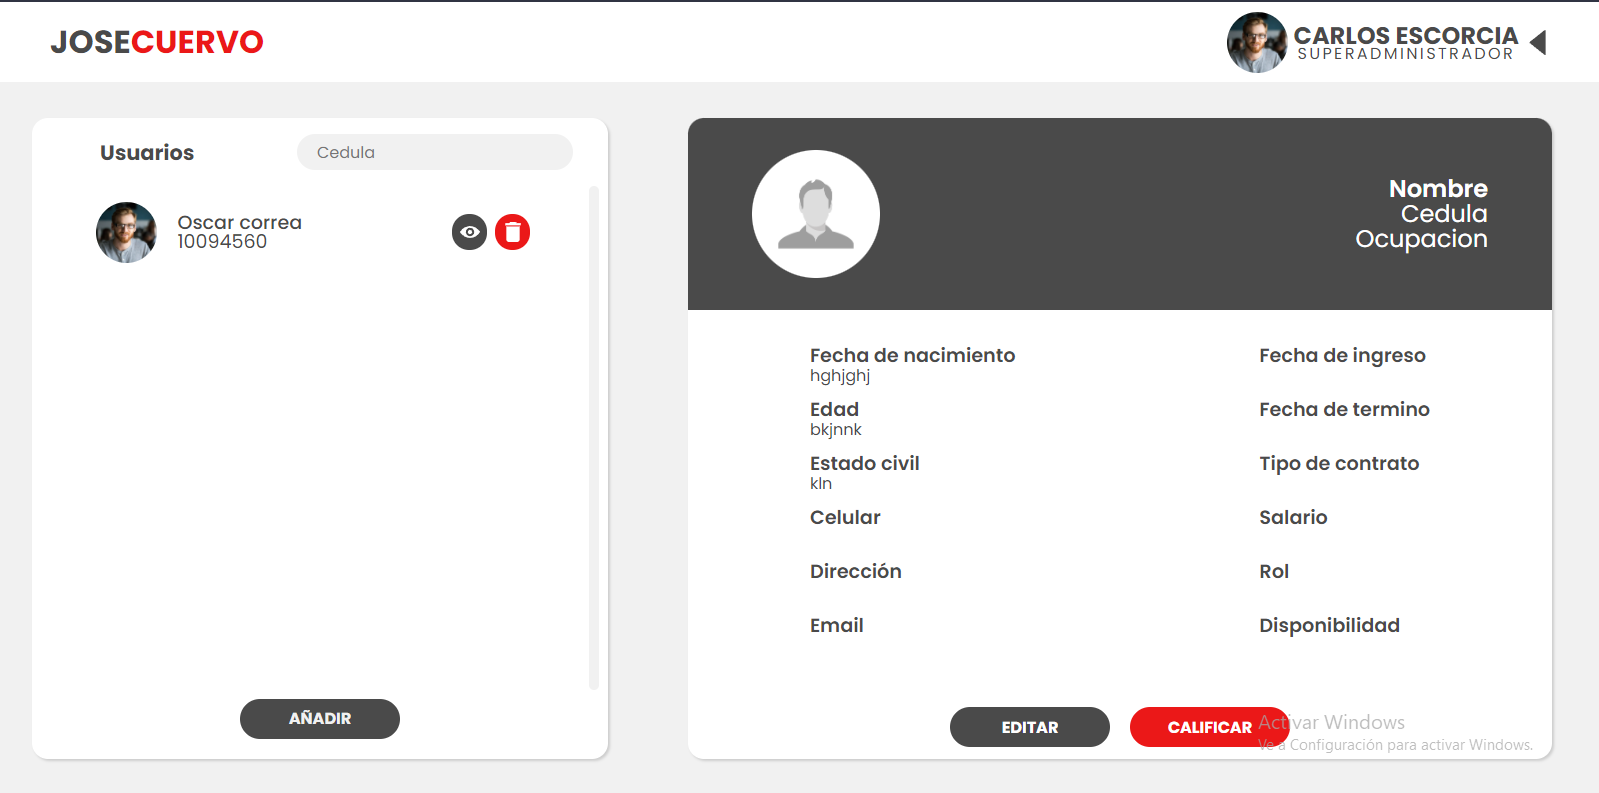 JOSECUERVO
CARLOS ESCORCIA
SUPERADMINISTRADOR
Usuarios
Cedula
Oscar correa
10094560
AÑADIR
Nombre
Cedula
Ocupacion
Fecha de nacimiento
hghjghj
Edad
bkjnnk
Estado civil
kln
Celular
Dirección
Email
Fecha de ingreso
Fecha de termino
Tipo de contrato
Salario
Rol
Disponibilidad
EDITAR
CALIFICAR
Activar Windows
Ve a Configuración para activar Windows.